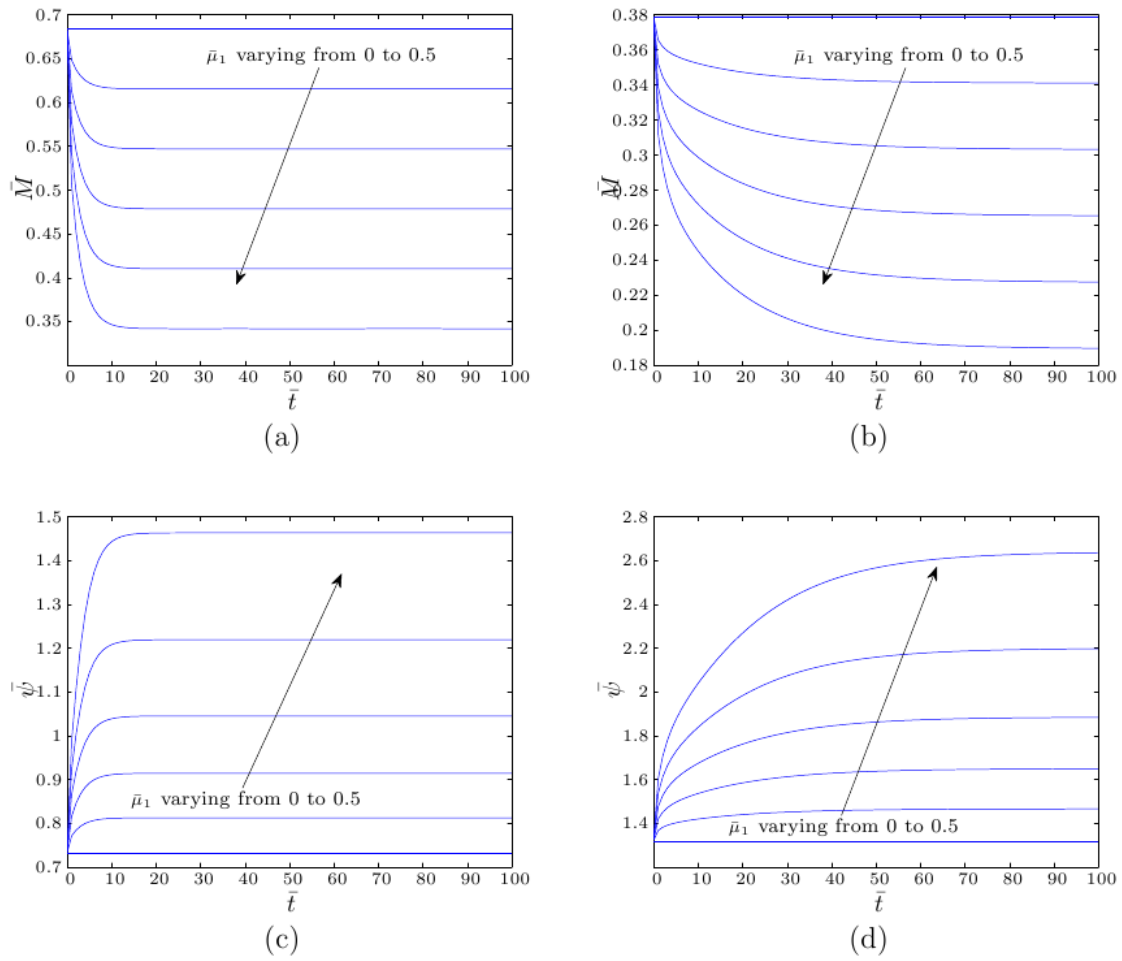 0.7
0.65
0.6
0.55
0.5
0.45
0.4
0.35
M̄
μ̄₁ varying from 0 to 0.5
0 10 20 30 40 50 60 70 80 90 100
t̄
(a)
0.38
0.36
0.34
0.32
0.3
0.28
0.26
0.24
0.22
0.2
0.18
M̄
μ̄₁ varying from 0 to 0.5
0 10 20 30 40 50 60 70 80 90 100
t̄
(b)
1.5
1.4
1.3
1.2
1.1
1
0.9
0.8
0.7
ψ̄
μ̄₁ varying from 0 to 0.5
0 10 20 30 40 50 60 70 80 90 100
t̄
(c)
2.8
2.6
2.4
2.2
2
1.8
1.6
1.4
ψ̄
μ̄₁ varying from 0 to 0.5
0 10 20 30 40 50 60 70 80 90 100
t̄
(d)